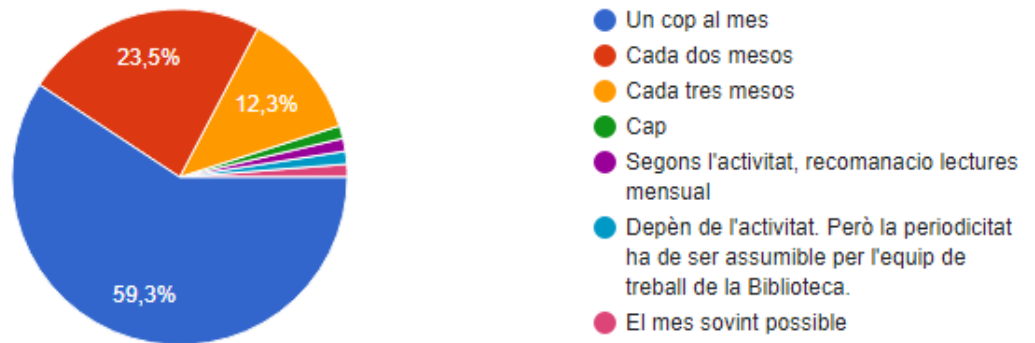 23,5%
12,3%
59,3%
Un cop al mes
Cada dos mesos
Cada tres mesos
Cap
Segons l'activitat, recomanacio lectures
mensual
Depèn de l'activitat. Però la periodicitat
ha de ser assumible per l'equip de
treball de la Biblioteca.
El mes sovint possible